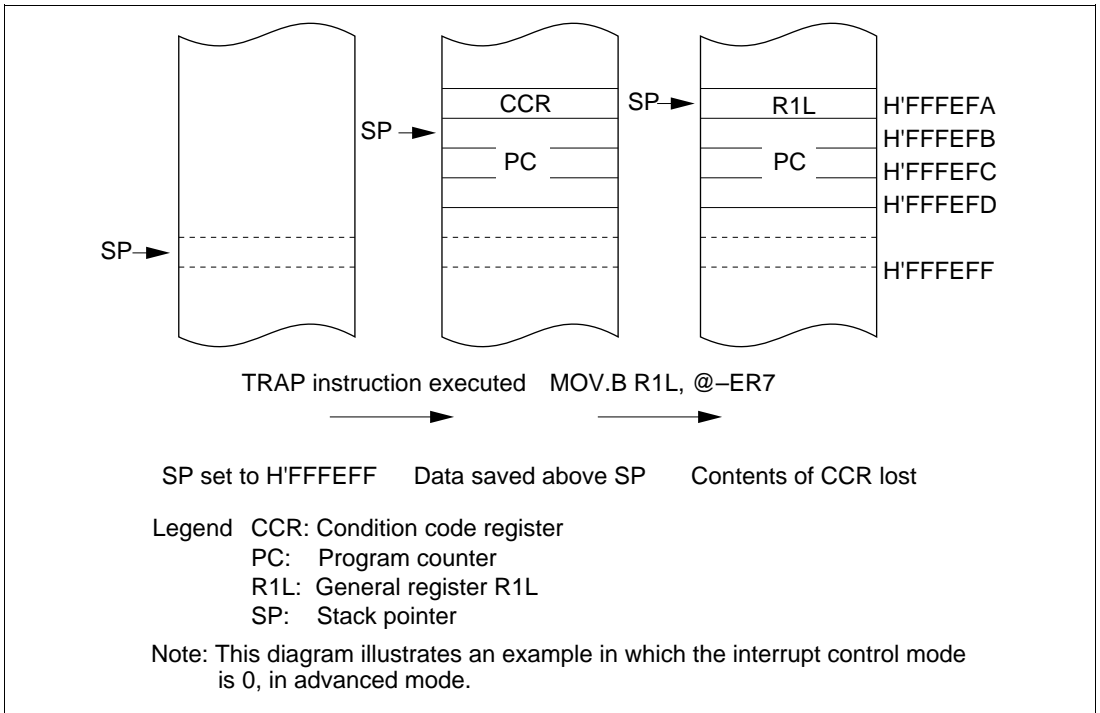 CCR
SP
R1L
H'FFFEFA
SP
H'FFFEFB
PC
PC
H'FFFEFC
H'FFFEFD
SP
H'FFFEFF
TRAP instruction executed
MOV.B R1L, @–ER7
SP set to H'FFFEFF
Data saved above SP
Contents of CCR lost
Legend CCR: Condition code register
PC: Program counter
R1L: General register R1L
SP: Stack pointer
Note: This diagram illustrates an example in which the interrupt control mode
is 0, in advanced mode.